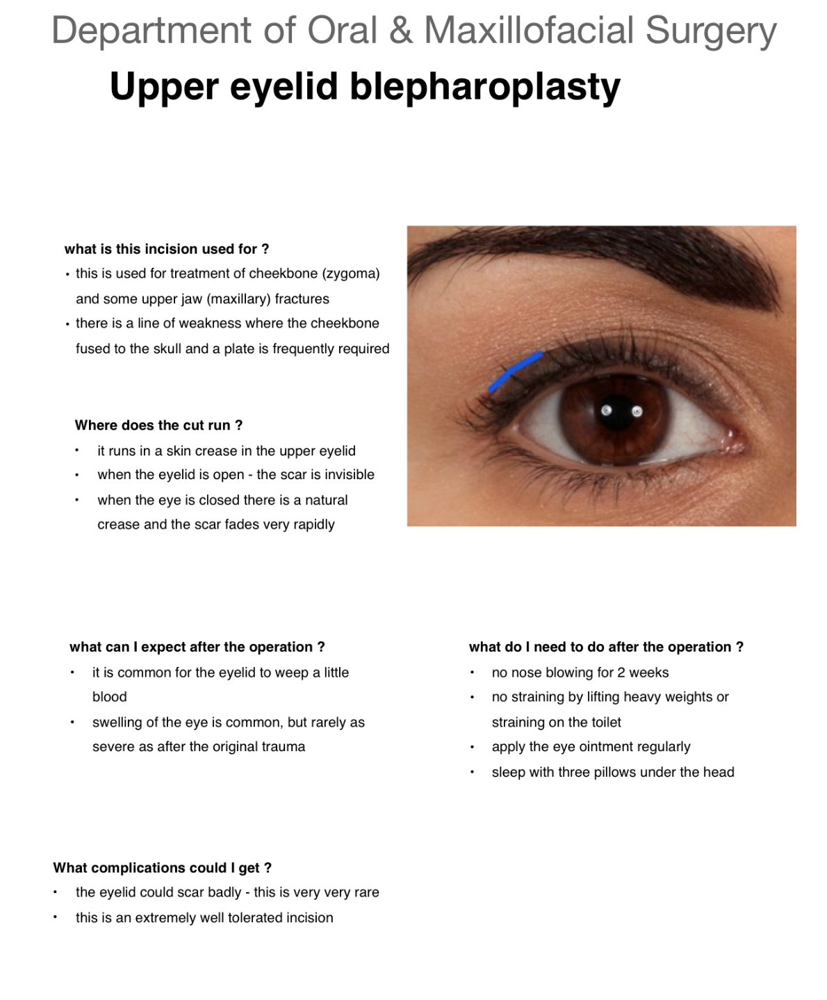 Department of Oral & Maxillofacial Surgery
Upper eyelid blepharoplasty
what is this incision used for ?
• this is used for treatment of cheekbone (zygoma)
and some upper jaw (maxillary) fractures
• there is a line of weakness where the cheekbone
fused to the skull and a plate is frequently required
Where does the cut run ?
• it runs in a skin crease in the upper eyelid
• when the eyelid is open - the scar is invisible
• when the eye is closed there is a natural
crease and the scar fades very rapidly
what can I expect after the operation ?
• it is common for the eyelid to weep a little
blood
• swelling of the eye is common, but rarely as
severe as after the original trauma
what do I need to do after the operation ?
• no nose blowing for 2 weeks
• no straining by lifting heavy weights or
straining on the toilet
• apply the eye ointment regularly
• sleep with three pillows under the head
What complications could I get ?
• the eyelid could scar badly - this is very very rare
• this is an extremely well tolerated incision